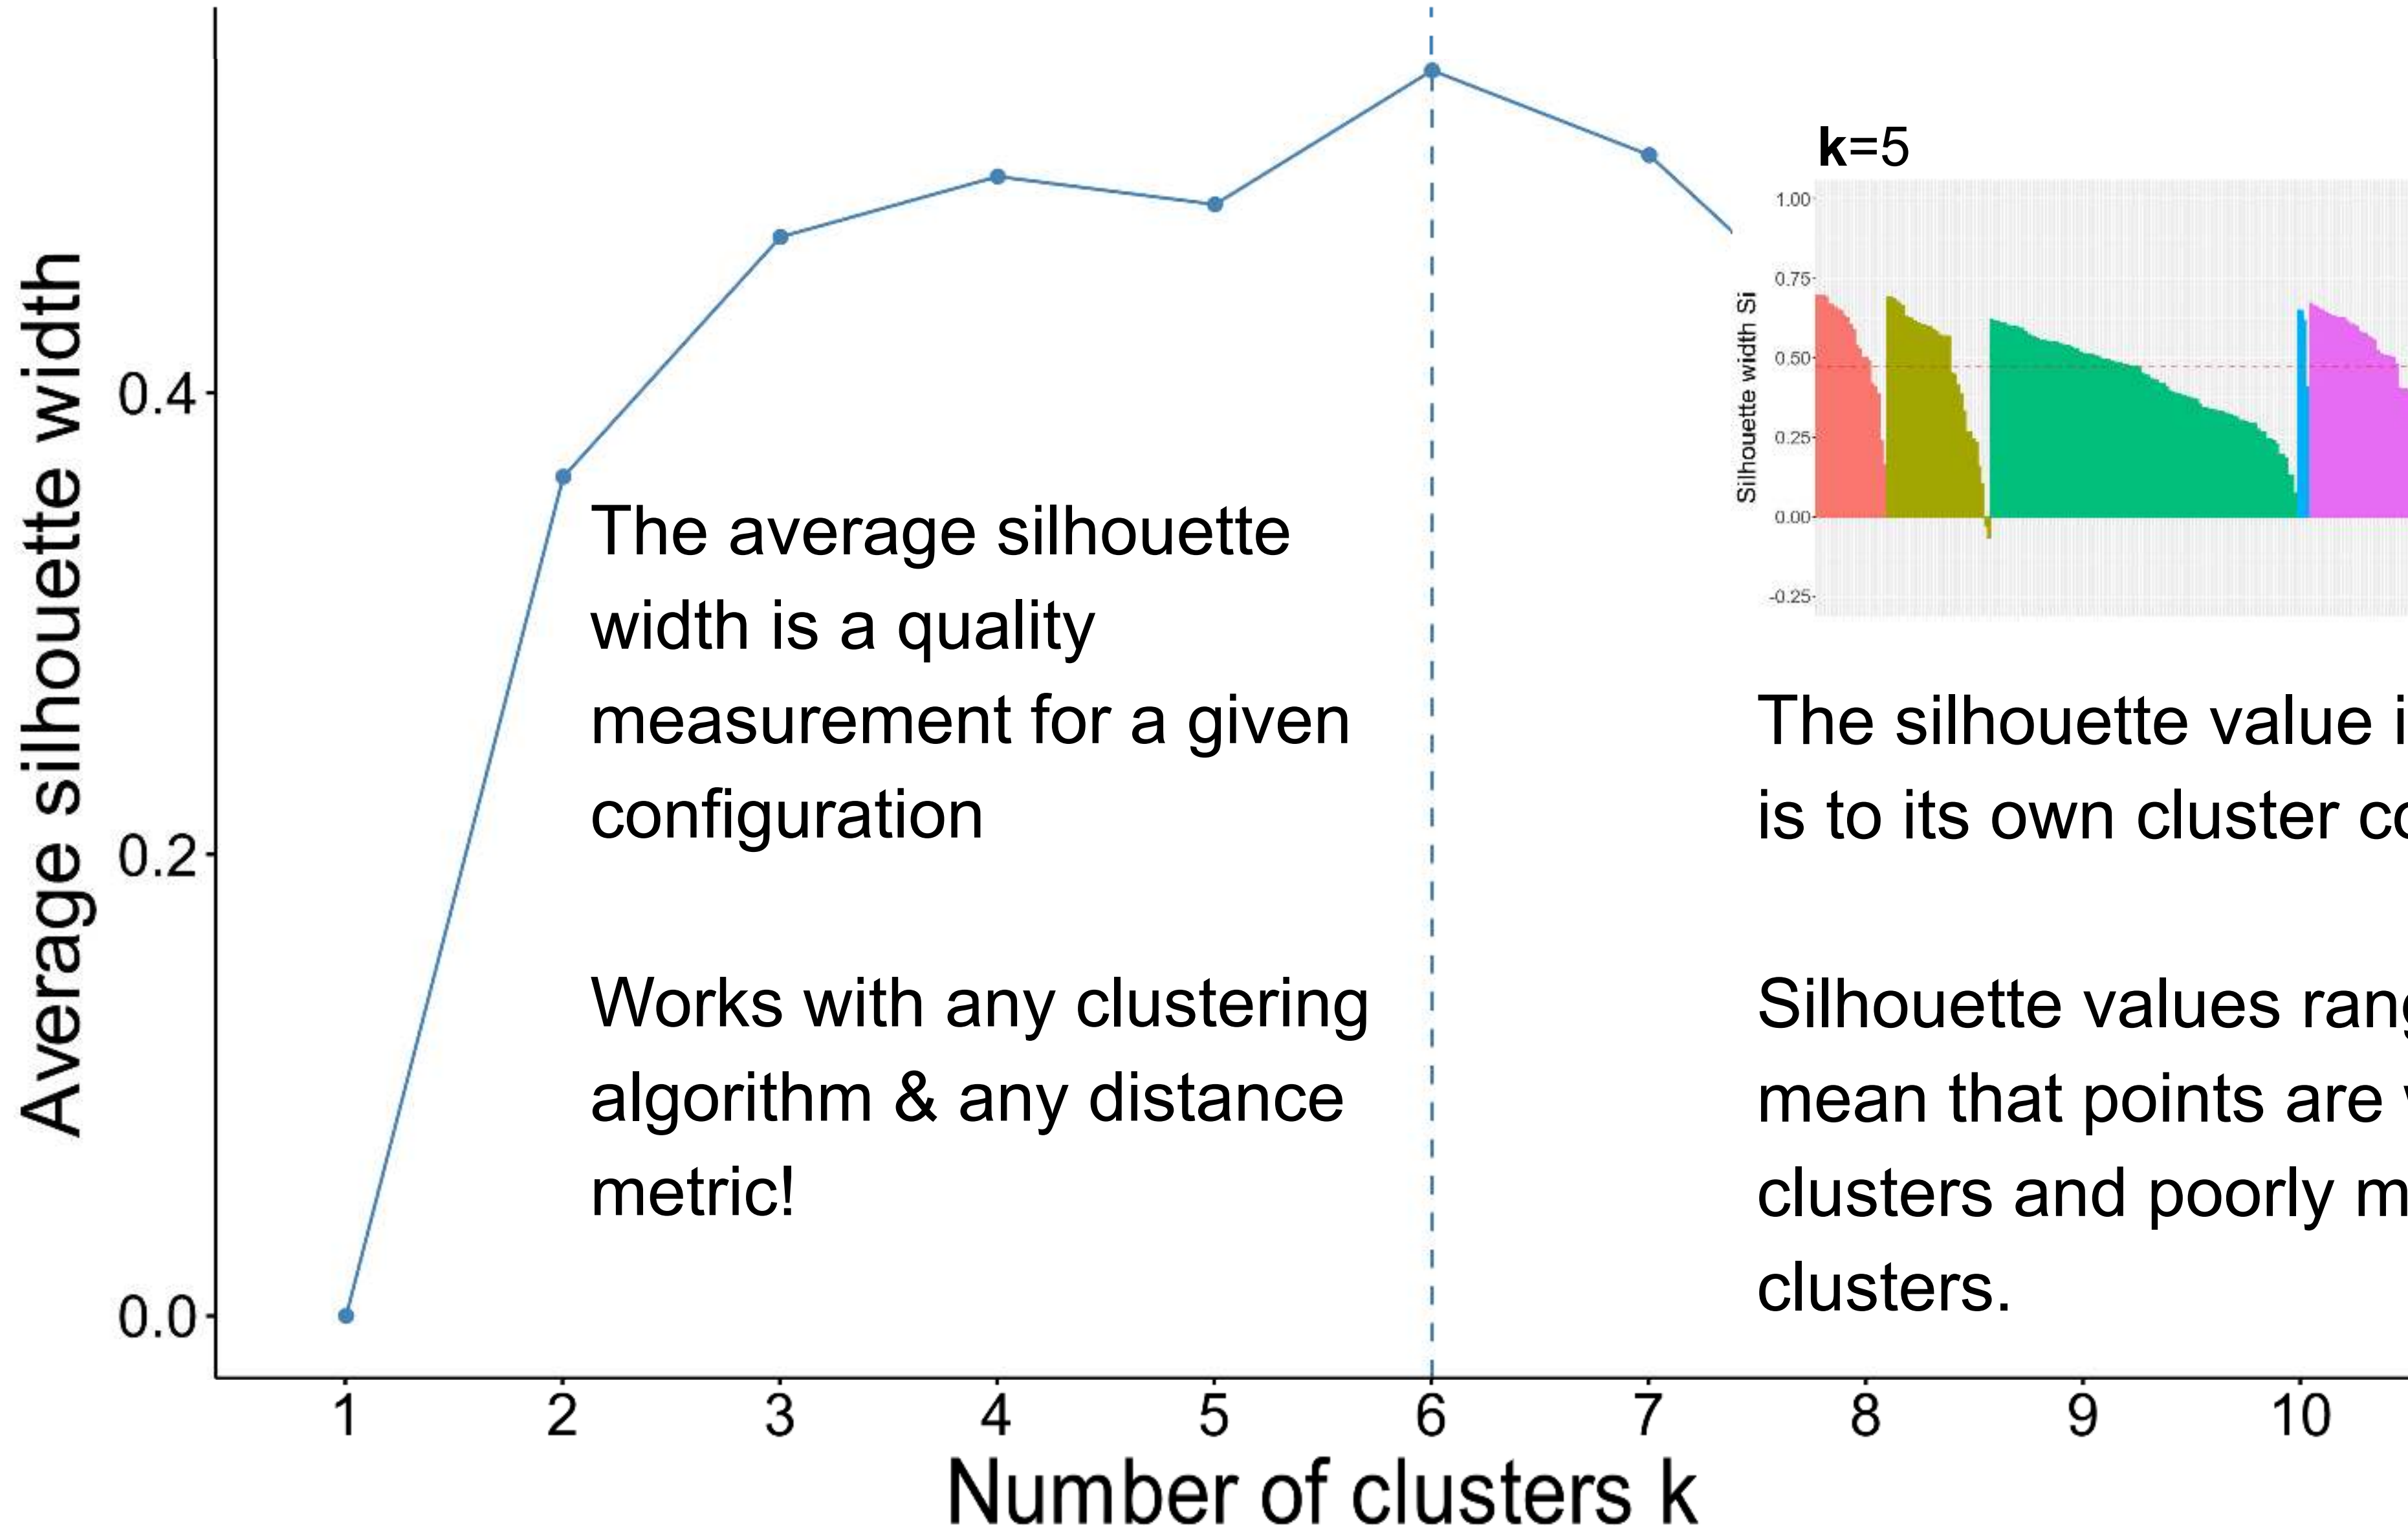 Average silhouette width
0.4
0.2
0.0
The average silhouette
width is a quality
measurement for a given
configuration
Works with any clustering
algorithm & any distance
metric!
k=5
Silhouette width Si
1.00
0.75
0.50
0.25
0.00
-0.25
The silhouette value
is to its own cluster
Silhouette values
mean that points are
clusters and poorly
clusters.
1 2 3 4 5 6 7 8 9 10
Number of clusters k